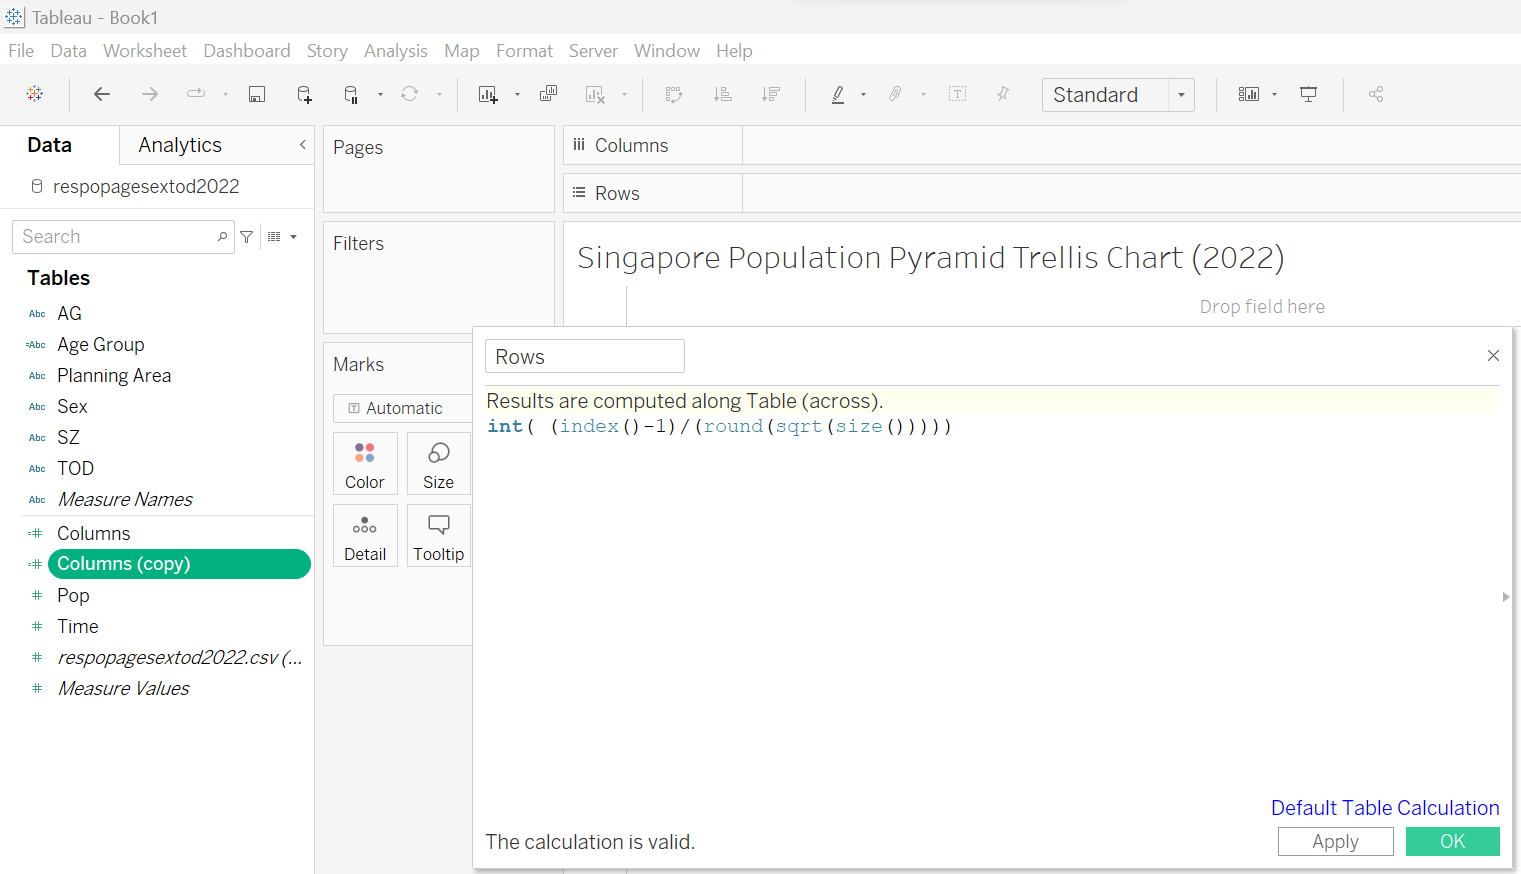 Tableau - Book1
File Data Worksheet Dashboard Story Analysis Map Format Server Window Help
Standard
Data Analytics
respopagesextod2022
Search
Tables
Abc AG
=Abc Age Group
Abc Planning Area
Abc Sex
Abc SZ
Abc TOD
Abc Measure Names
=# Columns
=# Columns (copy)
# Pop
# Time
# respopagesextod2022.csv (...
# Measure Values
Pages
Filters
Marks
Automatic
Color Size
Detail Tooltip
Columns
Rows
Singapore Population Pyramid Trellis Chart (2022)
Drop field here
Rows
Results are computed along Table (across).
int( (index()-1)/(round(sqrt(size()))))
Default Table Calculation
The calculation is valid.
Apply OK